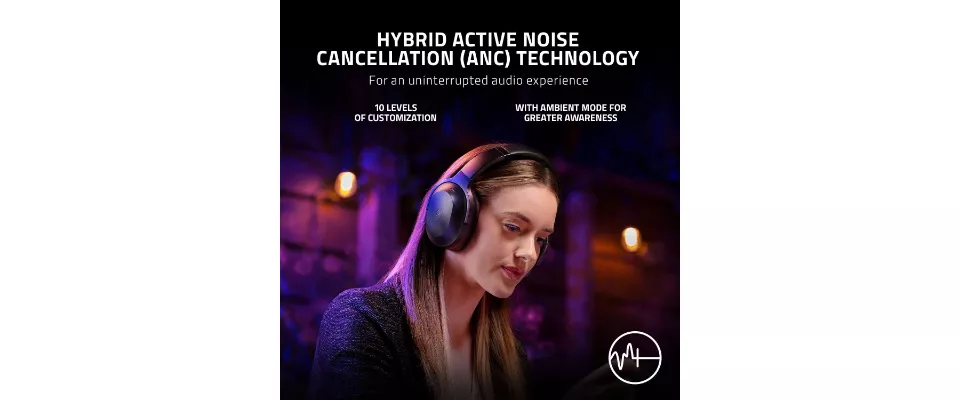 HYBRID ACTIVE NOISE
CANCELLATION (ANC) TECHNOLOGY
For an uninterrupted audio experience
10 LEVELS
OF CUSTOMIZATION
WITH AMBIENT MODE FOR
GREATER AWARENESS